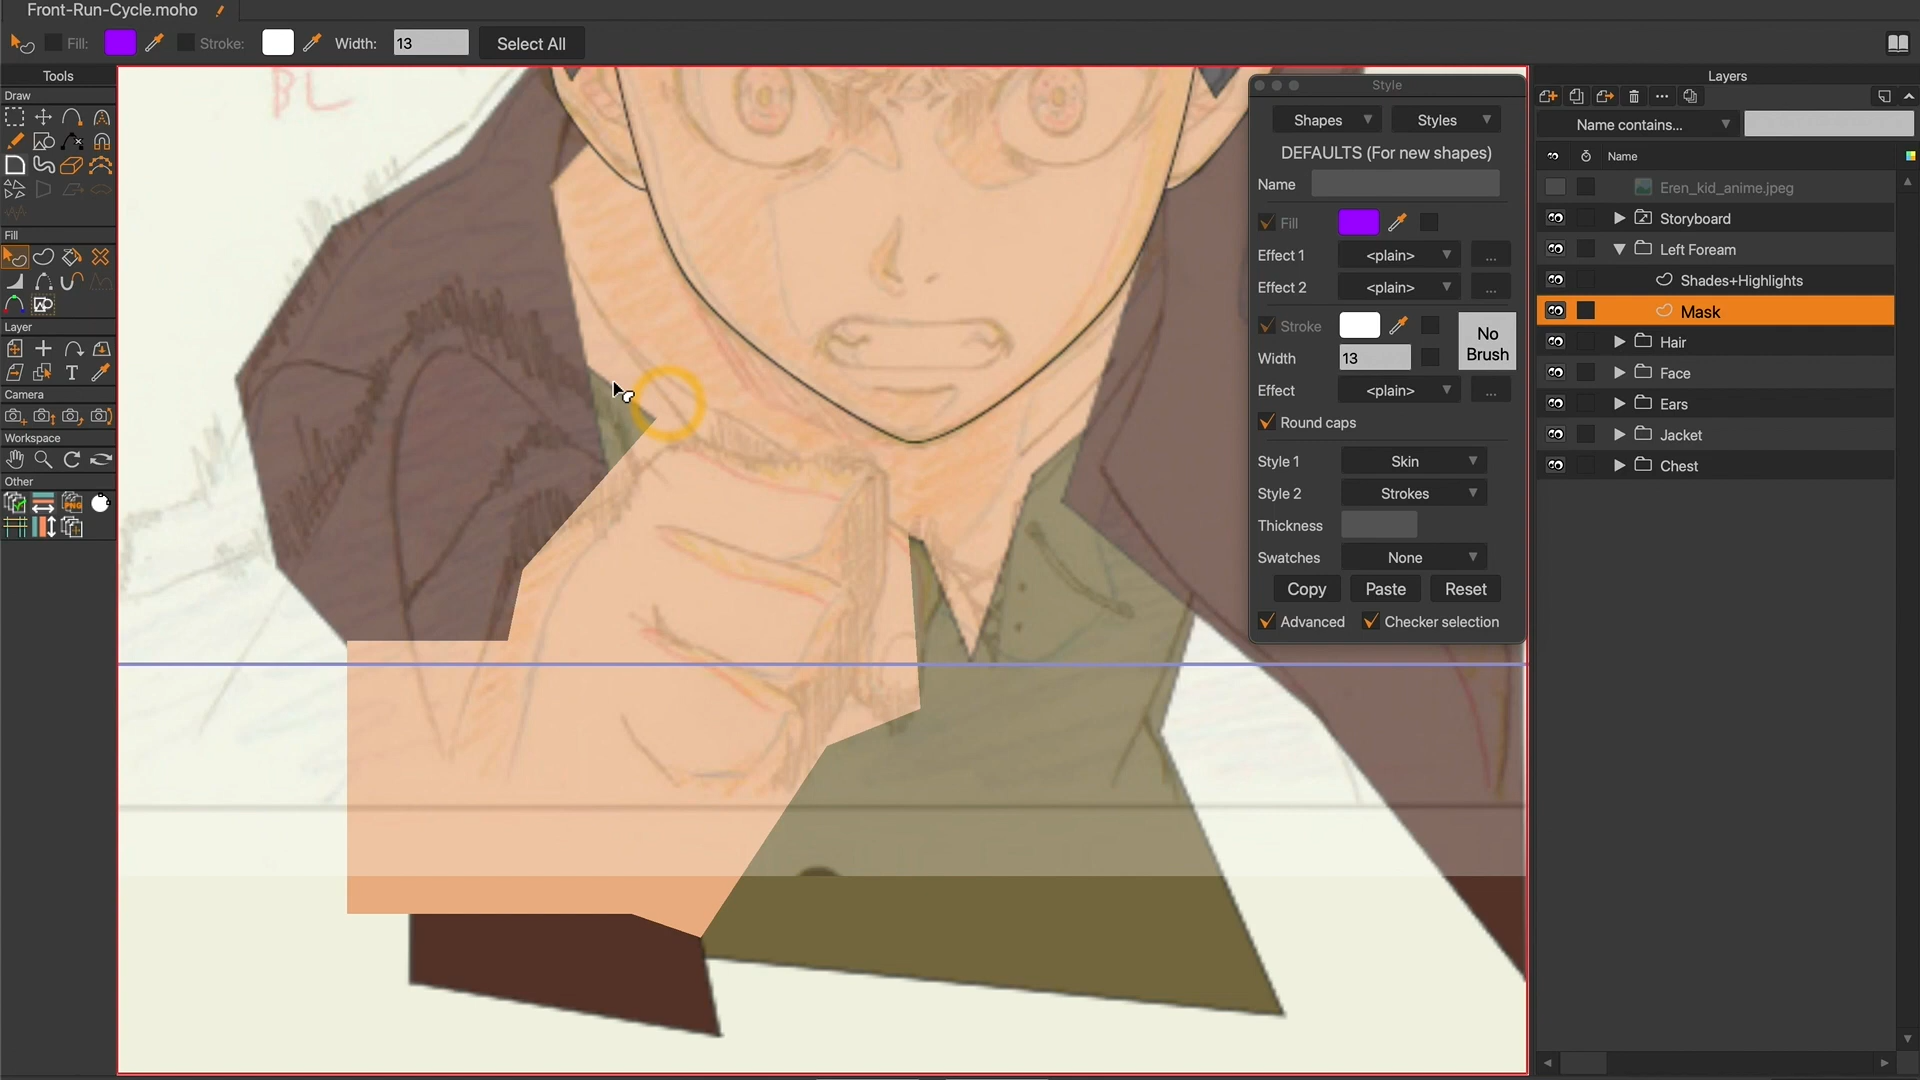 Front-Run-Cycle.moho
Fill:
Stroke:
Width:
13
Select All
Tools
Draw
Fill
Layer
Camera
Workspace
Other
BL
Style
Shapes
Styles
DEFAULTS (For new shapes)
Name
Fill
Effect 1
<plain>
...
Effect 2
<plain>
...
Stroke
No
Brush
Width
13
Effect
<plain>
...
Round caps
Style 1
Skin
Style 2
Strokes
Thickness
Swatches
None
Copy
Paste
Reset
Advanced
Checker selection
Layers
Name contains...
Name
Eren_kid_anime.jpeg
Storyboard
Left Foream
Shades+Highlights
Mask
Hair
Face
Ears
Jacket
Chest